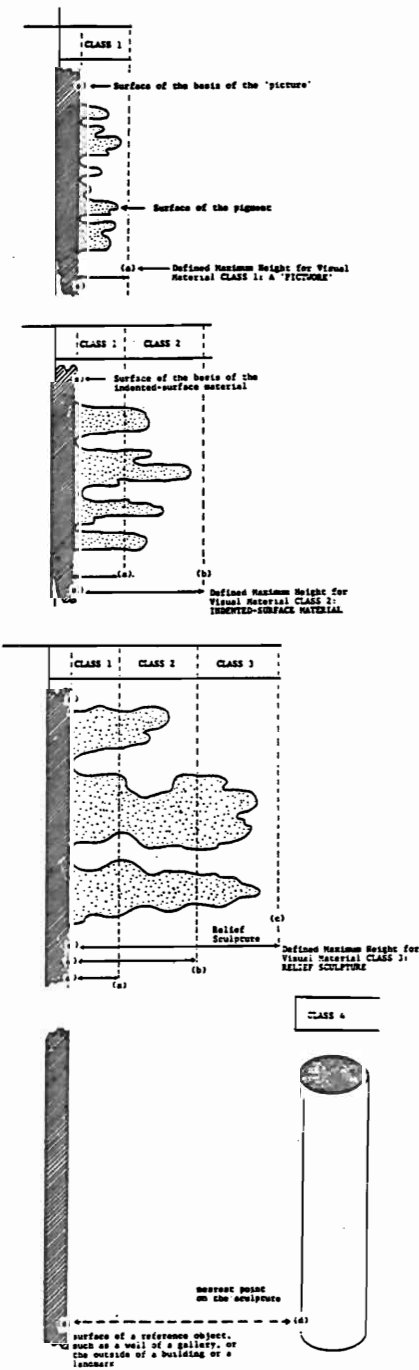 CLASS 1
Surface of the basis of the 'picture'
Surface of the pigment
(a)
Defined Maximum Height for Visual
Material CLASS 1: A 'PICTWORK'
CLASS 1
CLASS 2
Surface of the basis of the
indented-surface material
(a)
(b)
Defined Maximum Height for
Visual Material CLASS 2:
INDENTED-SURFACE MATERIAL
CLASS 1
CLASS 2
CLASS 3
(c)
Relief
Sculpture
Defined Maximum Height for
Visual Material CLASS 3:
RELIEF SCULPTURE
(b)
(a)
CLASS 4
nearest point
on the sculpture
(d)
surface of a reference object,
such as a wall of a gallery, or
the outside of a building or a
landmark